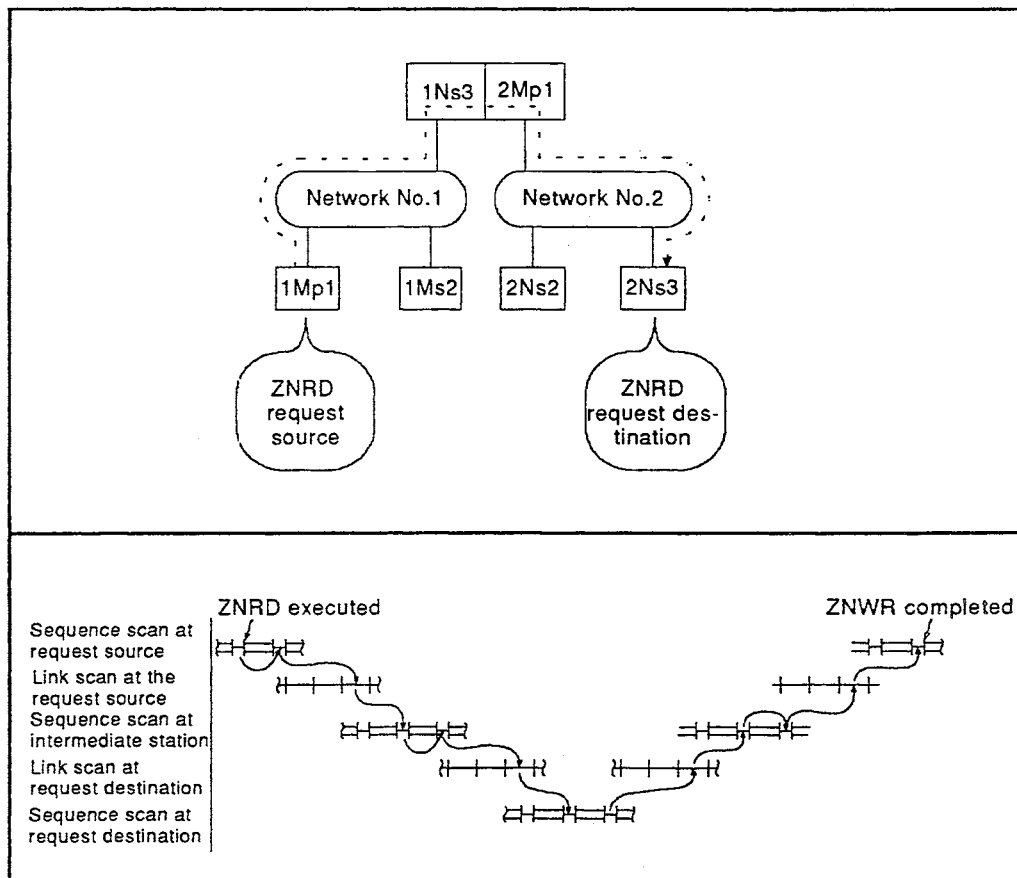 1Ns3 2Mp1
Network No.1 Network No.2
1Mp1 1Ms2 2Ns2 2Ns3
ZNRD
request
source
ZNRD
request des-
tination
ZNRD executed
ZNWR completed
Sequence scan at
request source
Link scan at the
request source
Sequence scan at
intermediate station
Link scan at
request destination
Sequence scan at
request destination